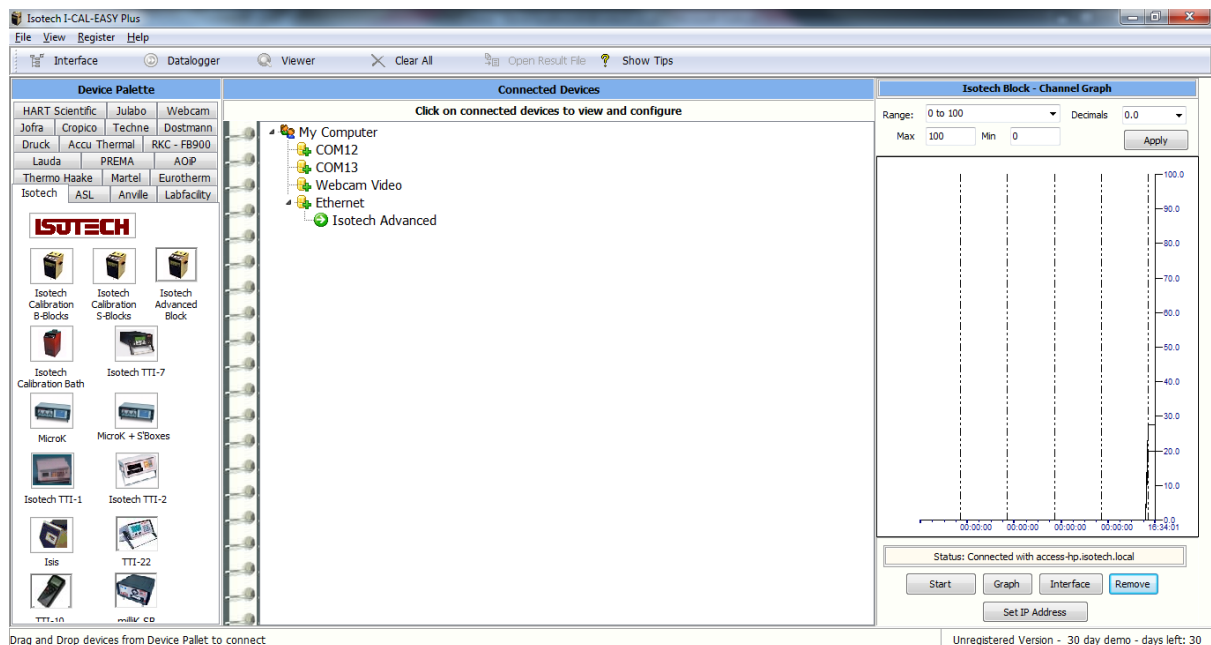 Isotech I-CAL-EASY Plus
File View Register Help
Interface Datalogger Viewer Clear All Open Result File Show Tips
Device Palette
HART Scientific Julabo Webcam
Jofra Cropico Techne Dostmann
Druck Accu Thermal RKC - FB900
Lauda PREMA AOiP
Thermo Haake Martel Eurotherm
Isotech ASL Anville Labfacility
ISOTECH
Isotech Calibration B-Blocks
Isotech Calibration S-Blocks
Isotech Advanced Block
Isotech Calibration Bath
Isotech TTI-7
MicroK
MicroK + S'Boxes
Isotech TTI-1
Isotech TTI-2
Isis
TTI-22
TTI-10
milliK SP
Connected Devices
Click on connected devices to view and configure
My Computer
COM12
COM13
Webcam Video
Ethernet
Isotech Advanced
Isotech Block - Channel Graph
Range: 0 to 100 Decimals 0.0
Max 100 Min 0 Apply
100.0
90.0
80.0
70.0
60.0
50.0
40.0
30.0
20.0
10.0
0.0
00:00:00 00:00:00 00:00:00 00:00:00 16:34:01
Status: Connected with access-hp.isotech.local
Start Graph Interface Remove
Set IP Address
Drag and Drop devices from Device Pallet to connect
Unregistered Version - 30 day demo - days left: 30